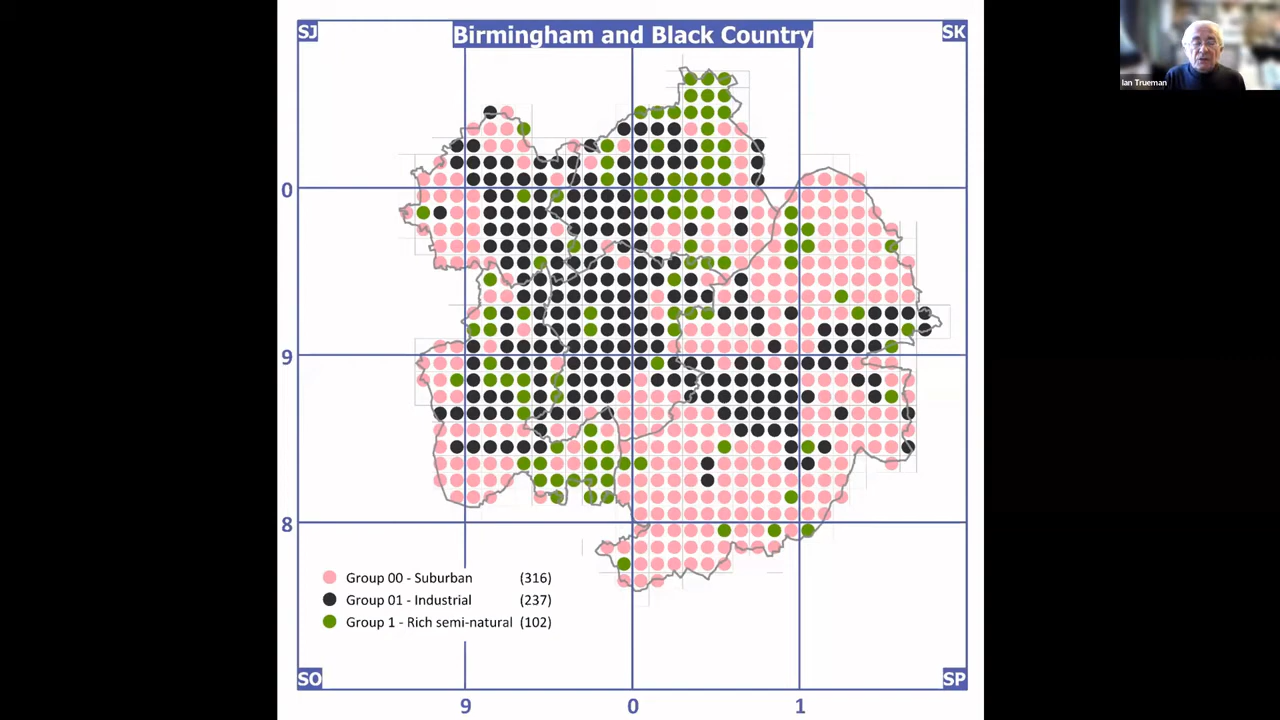 SJ
Birmingham and Black Country
SK
Ian Trueman
0
9
8
Group 00 - Suburban (316)
Group 01 - Industrial (237)
Group 1 - Rich semi-natural (102)
SO
SP
9 0 1